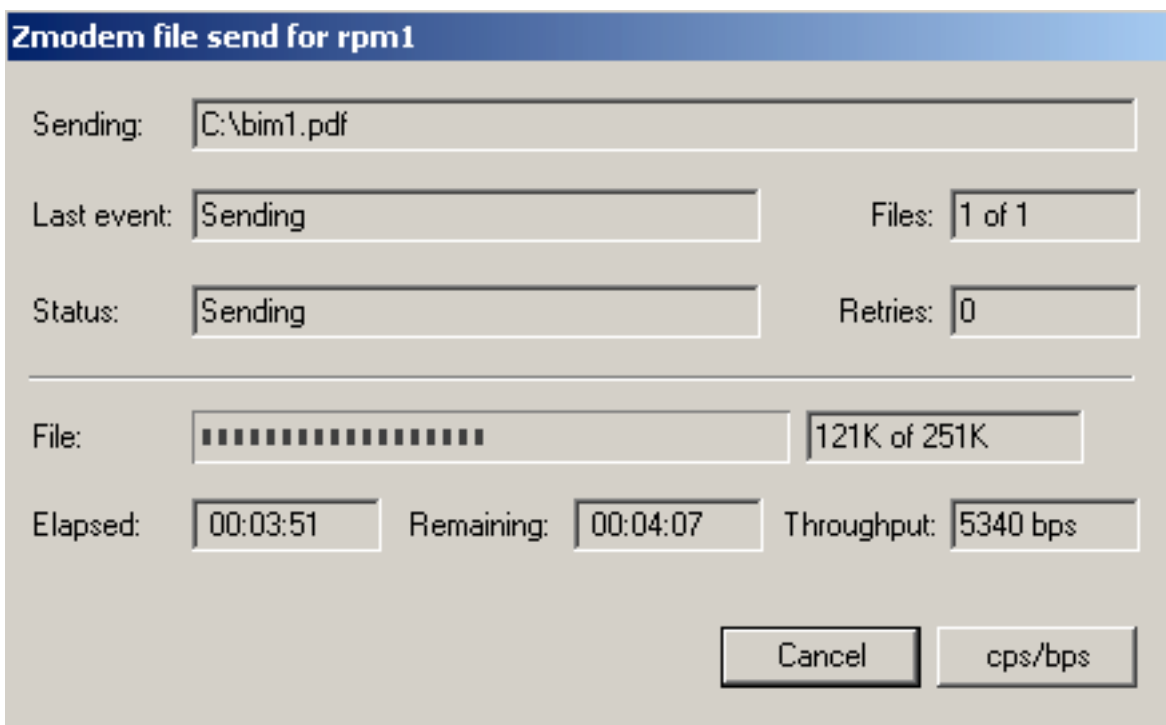 Zmodem file send for rpm1
Sending: C:\bim1.pdf
Last event: Sending Files: 1 of 1
Status: Sending Retries: 0
File: 121K of 251K
Elapsed: 00:03:51 Remaining: 00:04:07 Throughput: 5340 bps
Cancel cps/bps